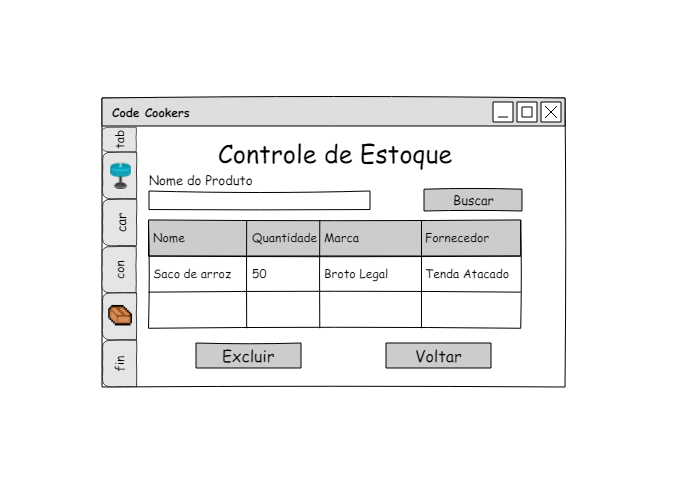 Code Cookers
tab
car
con
fin
Controle de Estoque
Nome do Produto
Buscar
Nome Quantidade Marca Fornecedor
Saco de arroz 50 Broto Legal Tenda Atacado
Excluir Voltar